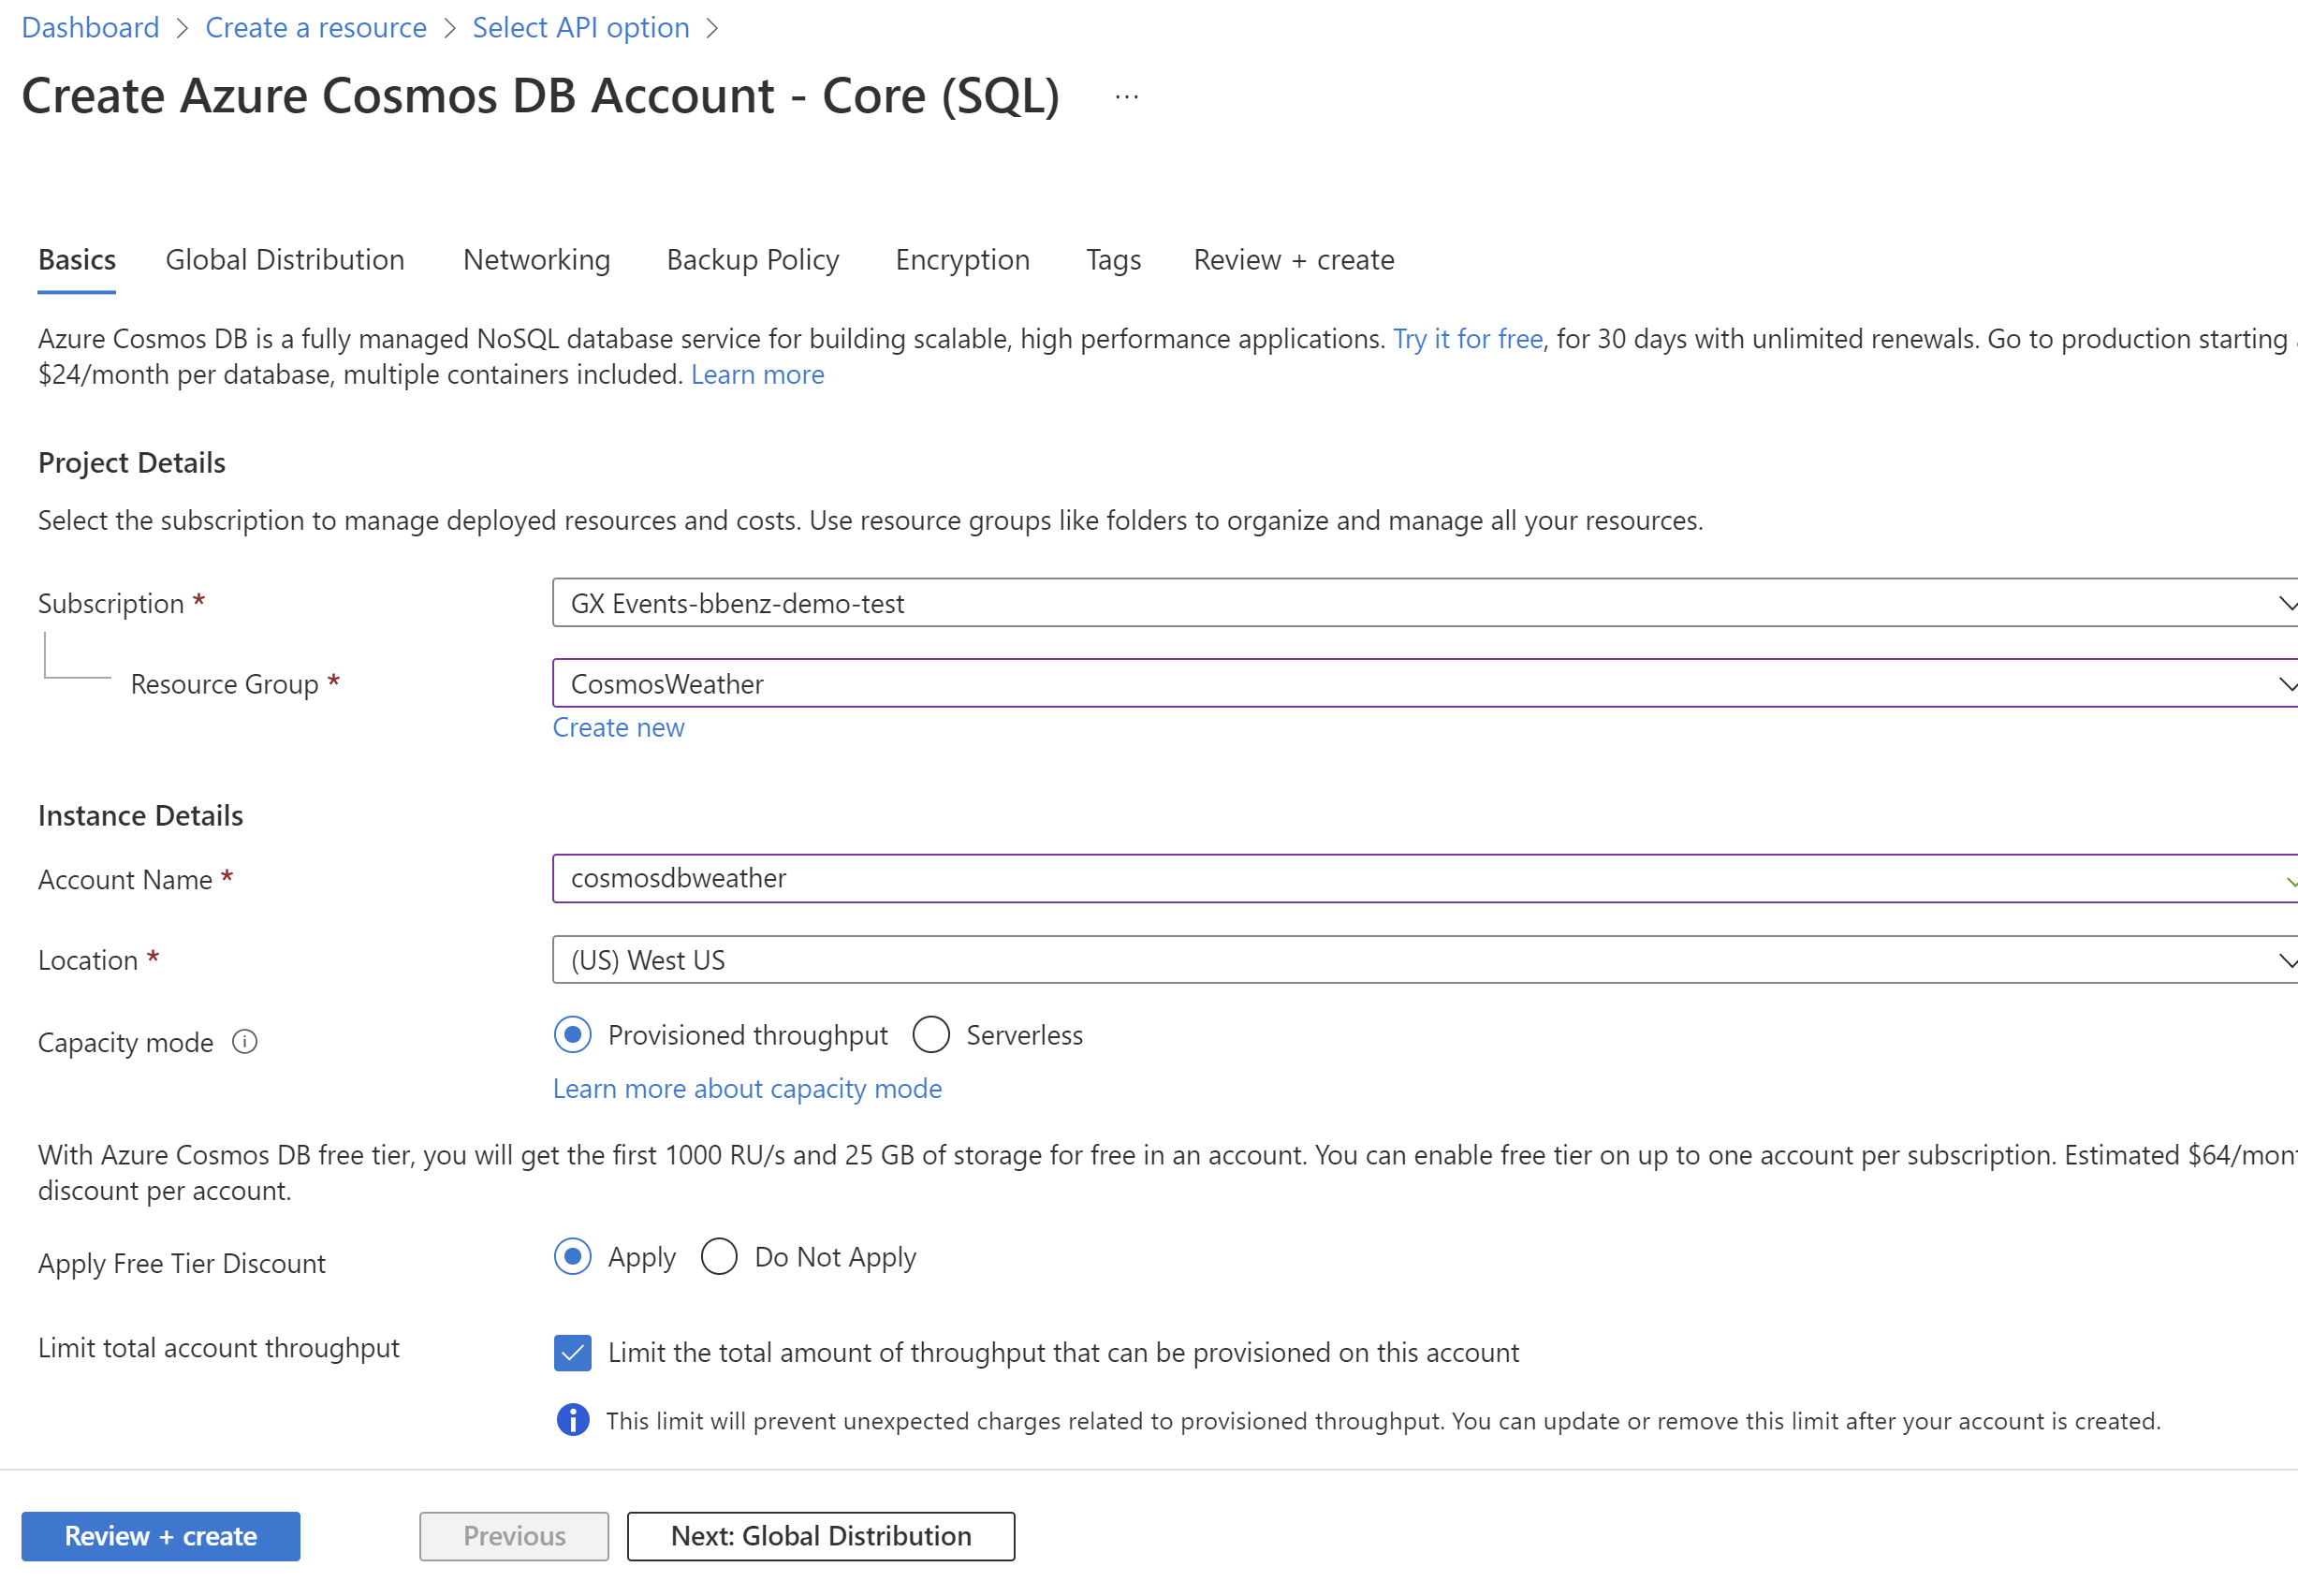 Dashboard > Create a resource > Select API option >
Create Azure Cosmos DB Account - Core (SQL) ...
Basics Global Distribution Networking Backup Policy Encryption Tags Review + create
Azure Cosmos DB is a fully managed NoSQL database service for building scalable, high performance applications. Try it for free, for 30 days with unlimited renewals. Go to production starting
$24/month per database, multiple containers included. Learn more
Project Details
Select the subscription to manage deployed resources and costs. Use resource groups like folders to organize and manage all your resources.
Subscription * GX Events-bbenz-demo-test
Resource Group * CosmosWeather
Create new
Instance Details
Account Name * cosmosdbweather
Location * (US) West US
Capacity mode Provisioned throughput Serverless
Learn more about capacity mode
With Azure Cosmos DB free tier, you will get the first 1000 RU/s and 25 GB of storage for free in an account. You can enable free tier on up to one account per subscription. Estimated $64/mon
discount per account.
Apply Free Tier Discount Apply Do Not Apply
Limit total account throughput Limit the total amount of throughput that can be provisioned on this account
This limit will prevent unexpected charges related to provisioned throughput. You can update or remove this limit after your account is created.
Review + create Previous Next: Global Distribution